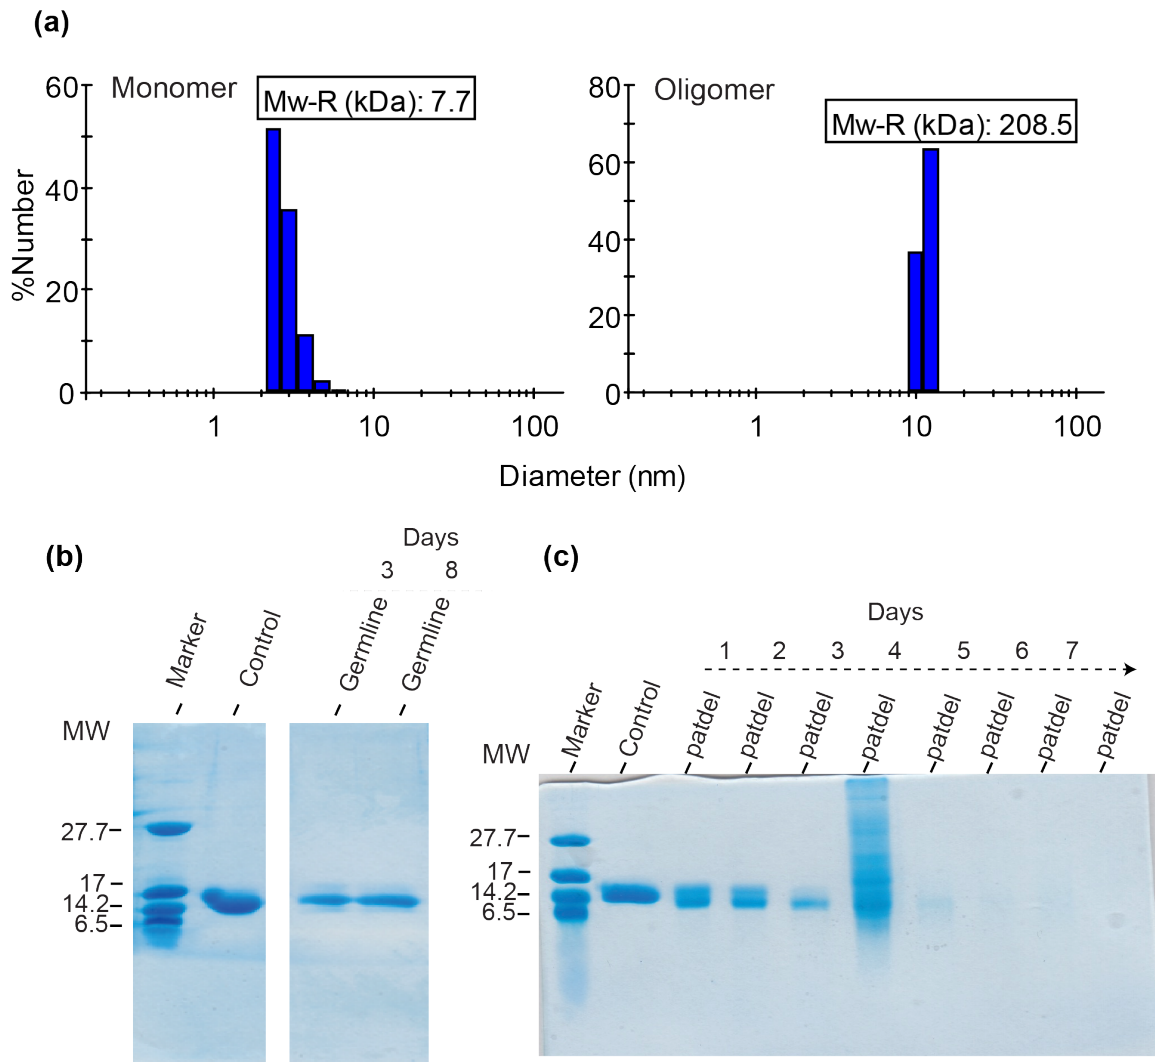 (a)
Monomer
Mw-R (kDa): 7.7
60
40
20
0
%Number
1
10
100
Oligomer
Mw-R (kDa): 208.5
80
60
40
20
0
1
10
100
Diameter (nm)
(b)
Days
3 8
Marker
Control
Germline
Germline
MW
27.7
17
14.2
6.5
(c)
Days
1 2 3 4 5 6 7
Marker
Control
patdel
patdel
patdel
patdel
patdel
patdel
patdel
patdel
MW
27.7
17
14.2
6.5